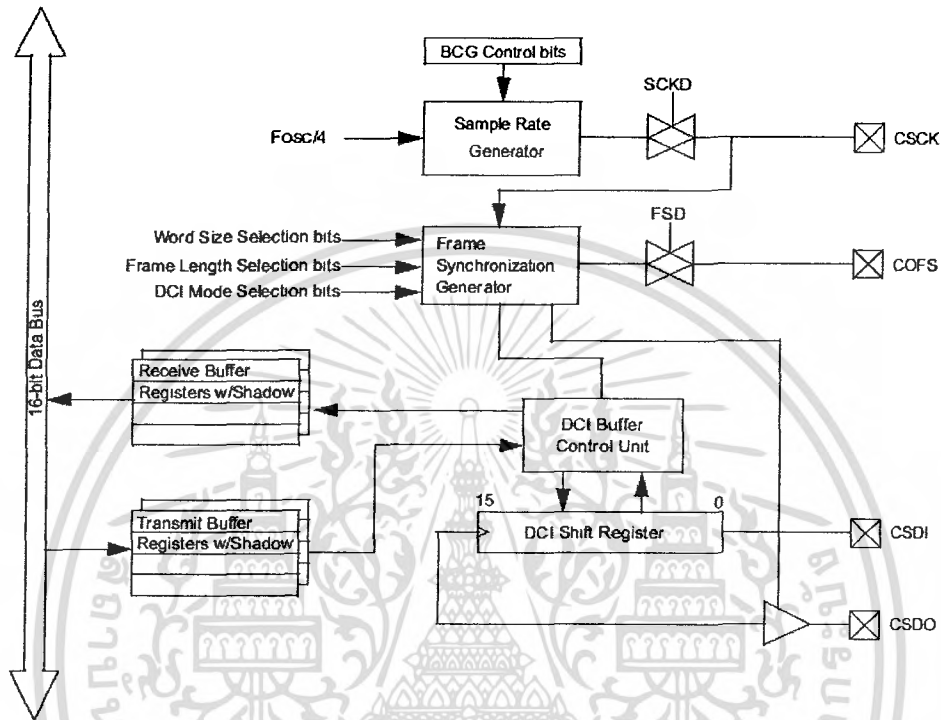 BCG Control bits
SCKD
Fosc/4
Sample Rate
Generator
CSCK
FSD
Word Size Selection bits
Frame Length Selection bits
DCI Mode Selection bits
Frame
Synchronization
Generator
COFS
16-bit Data Bus
Receive Buffer
Registers w/Shadow
DCI Buffer
Control Unit
Transmit Buffer
Registers w/Shadow
15
0
DCI Shift Register
CSDI
CSDO